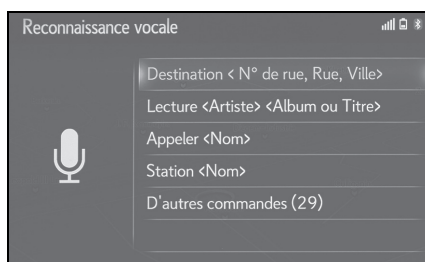 Reconnaissance vocale
Destination < N° de rue, Rue, Ville>
Lecture <Artiste> <Album ou Titre>
Appeler <Nom>
Station <Nom>
D'autres commandes (29)